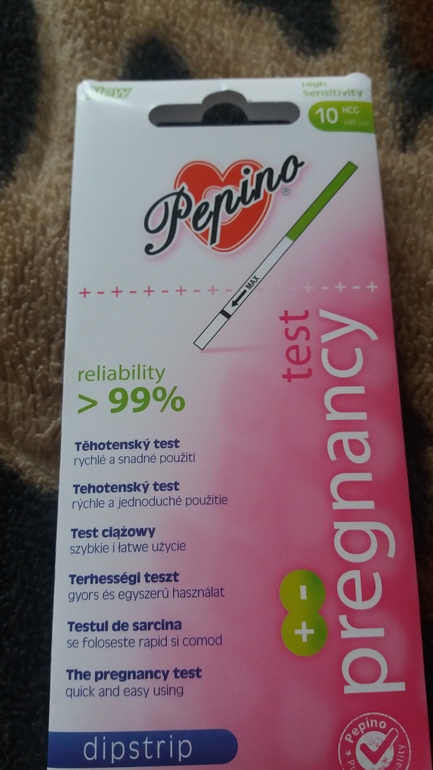 New
High
Sensitivity
10 HCG
Pepino®
MAX
test
pregnancy
reliability
> 99%
Těhotenský test
rychlé a snadné použití
Tehotenský test
rýchle a jednoduché použitie
Test ciążowy
szybkie i łatwe użycie
Terhességi teszt
gyors és egyszerű használat
Testul de sarcina
se foloseste rapid si comod
The pregnancy test
quick and easy using
+ -
dipstrip
Pepino